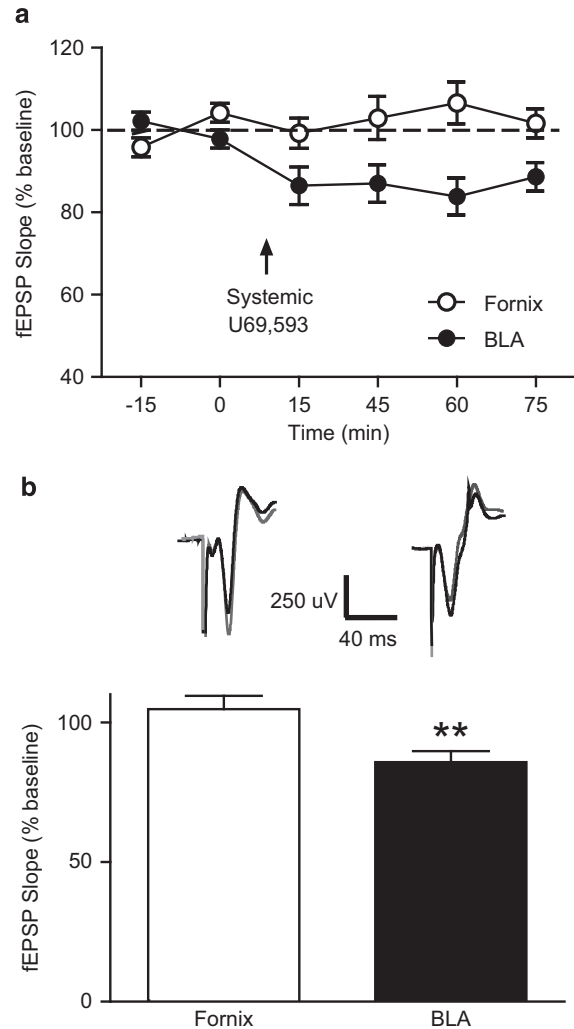 a
120
100
80
60
40
fEPSP Slope (% baseline)
Systemic
U69,593
Fornix
BLA
-15
0
15
45
60
75
Time (min)
b
250 uV
40 ms
100
50
0
fEPSP Slope (% baseline)
**
Fornix
BLA